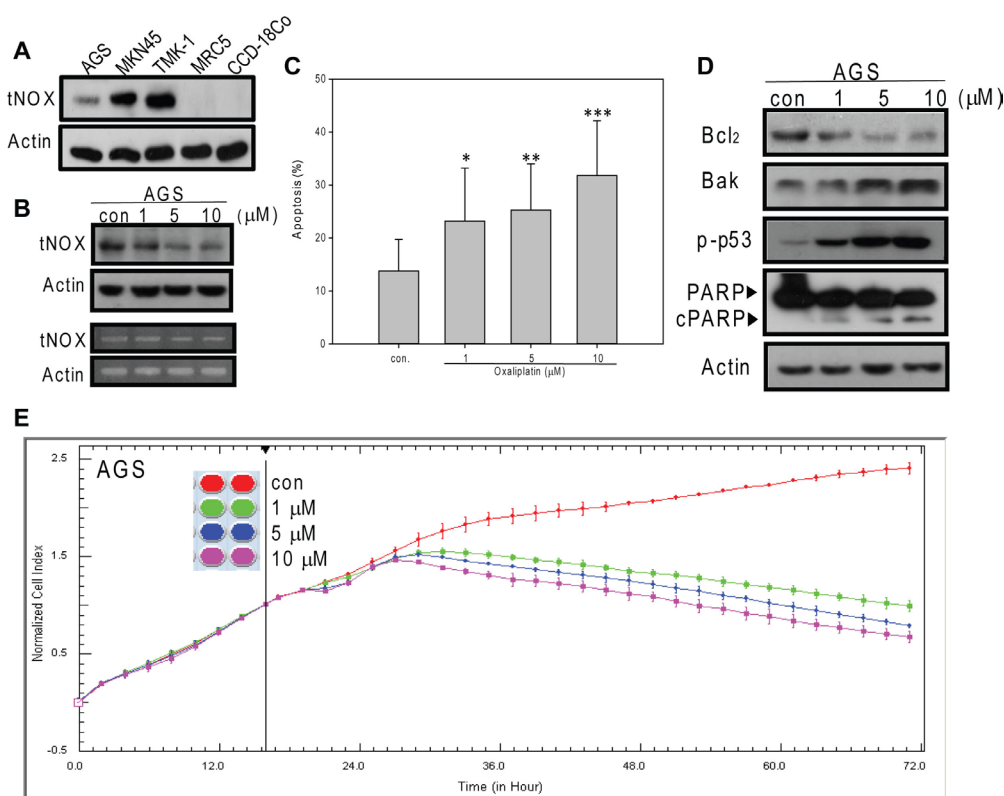 A
AGS
MKN45
TMK-1
MRC5
CCD-18Co
tNOX
Actin
B
AGS
con 1 5 10 (μM)
tNOX
Actin
tNOX
Actin
C
Apoptosis (%)
50
40
30
20
10
0
*
**
***
con. 1 5 10
Oxaliplatin (μM)
D
AGS
con 1 5 10 (μM)
Bcl₂
Bak
p-p53
PARP
cPARP
Actin
E
AGS
con
1 μM
5 μM
10 μM
Normalized Cell Index
2.5
1.5
0.5
-0.5
0.0 12.0 24.0 36.0 48.0 60.0 72.0
Time (in Hour)